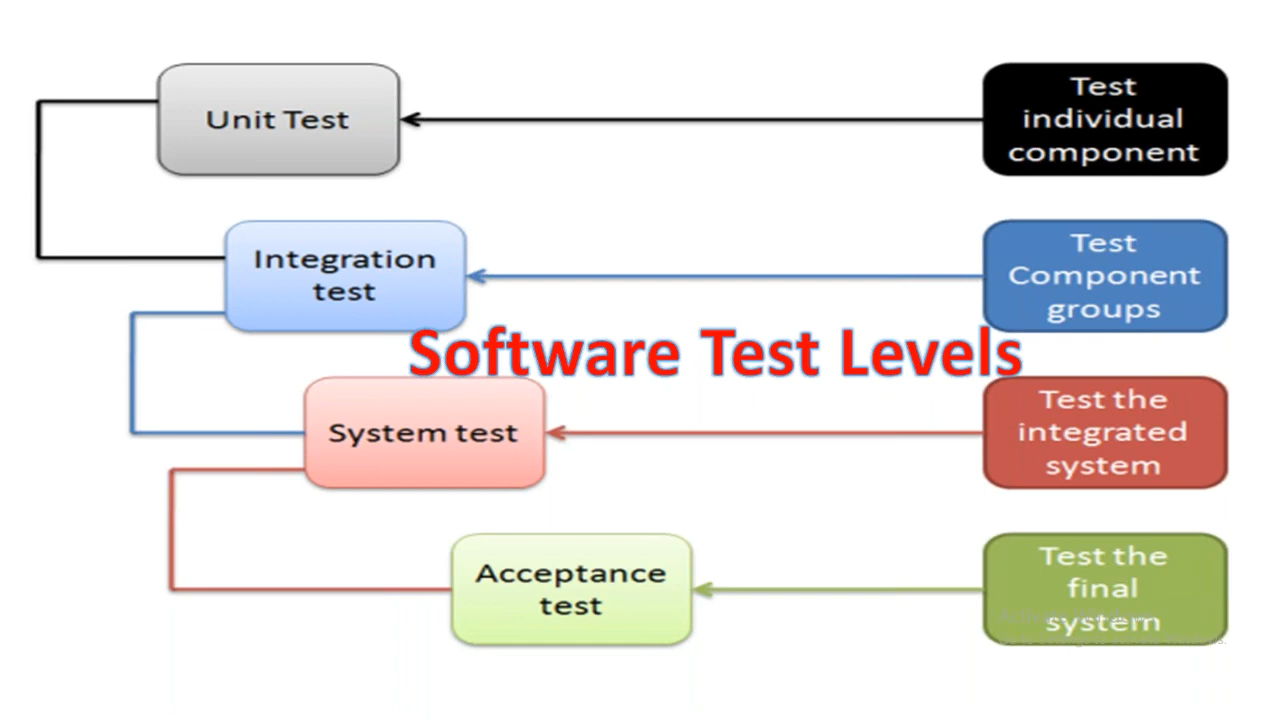 Unit Test
Test
individual
component
Integration
test
Test
Component
groups
Software Test Levels
System test
Test the
integrated
system
Acceptance
test
Test the
final
system